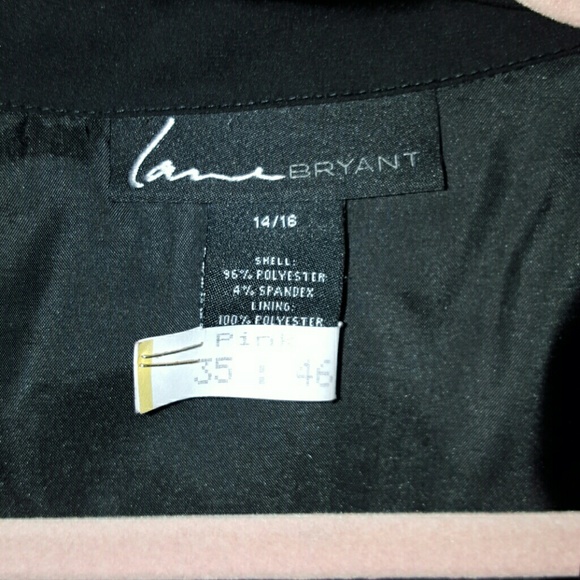 Lane BRYANT
14/16
SHELL:
96% POLYESTER
4% SPANDEX
LINING:
100% POLYESTER
Pink
35 : 46